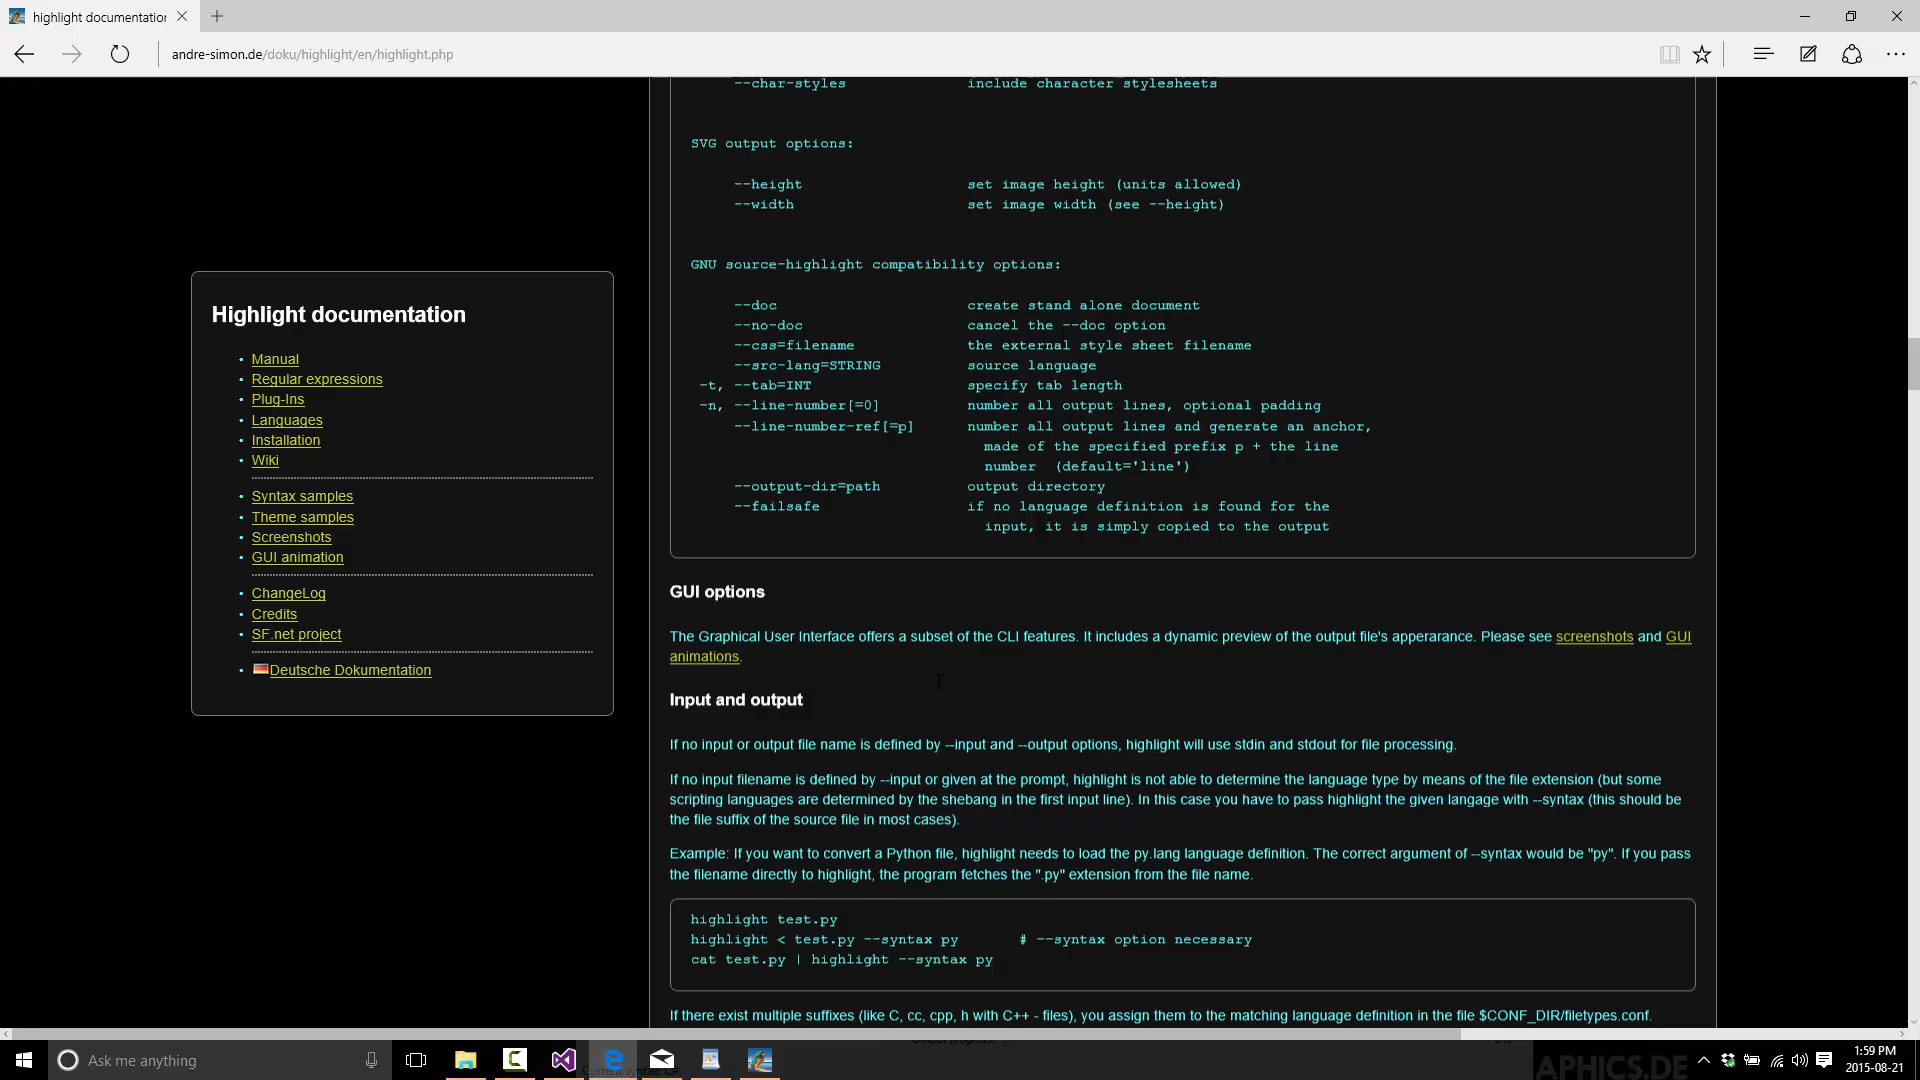 highlight documentation
andre-simon.de/doku/highlight/en/highlight.php
--char-styles include character stylesheets
SVG output options:
--height set image height (units allowed)
--width set image width (see --height)
GNU source-highlight compatibility options:
--doc create stand alone document
--no-doc cancel the --doc option
--css=filename the external style sheet filename
--src-lang=STRING source language
-t, --tab=INT specify tab length
-n, --line-number[=0] number all output lines, optional padding
--line-number-ref[=p] number all output lines and generate an anchor,
made of the specified prefix p + the line
number (default='line')
--output-dir=path output directory
--failsafe if no language definition is found for the
input, it is simply copied to the output
Highlight documentation
• Manual
• Regular expressions
• Plug-Ins
• Languages
• Installation
• Wiki
• Syntax samples
• Theme samples
• Screenshots
• GUI animation
• ChangeLog
• Credits
• SF.net project
• Deutsche Dokumentation
GUI options
The Graphical User Interface offers a subset of the CLI features. It includes a dynamic preview of the output file's apperarance. Please see screenshots and GUI
animations.
Input and output
If no input or output file name is defined by --input and --output options, highlight will use stdin and stdout for file processing.
If no input filename is defined by --input or given at the prompt, highlight is not able to determine the language type by means of the file extension (but some
scripting languages are determined by the shebang in the first input line). In this case you have to pass highlight the given langage with --syntax (this should be
the file suffix of the source file in most cases).
Example: If you want to convert a Python file, highlight needs to load the py.lang language definition. The correct argument of --syntax would be "py". If you pass
the filename directly to highlight, the program fetches the ".py" extension from the file name.
highlight test.py
highlight < test.py --syntax py # --syntax option necessary
cat test.py | highlight --syntax py
If there exist multiple suffixes (like C, cc, cpp, h with C++ - files), you assign them to the matching language definition in the file $CONF_DIR/filetypes.conf.
Ask me anything
APHICS.DE
1:59 PM
2015-08-21